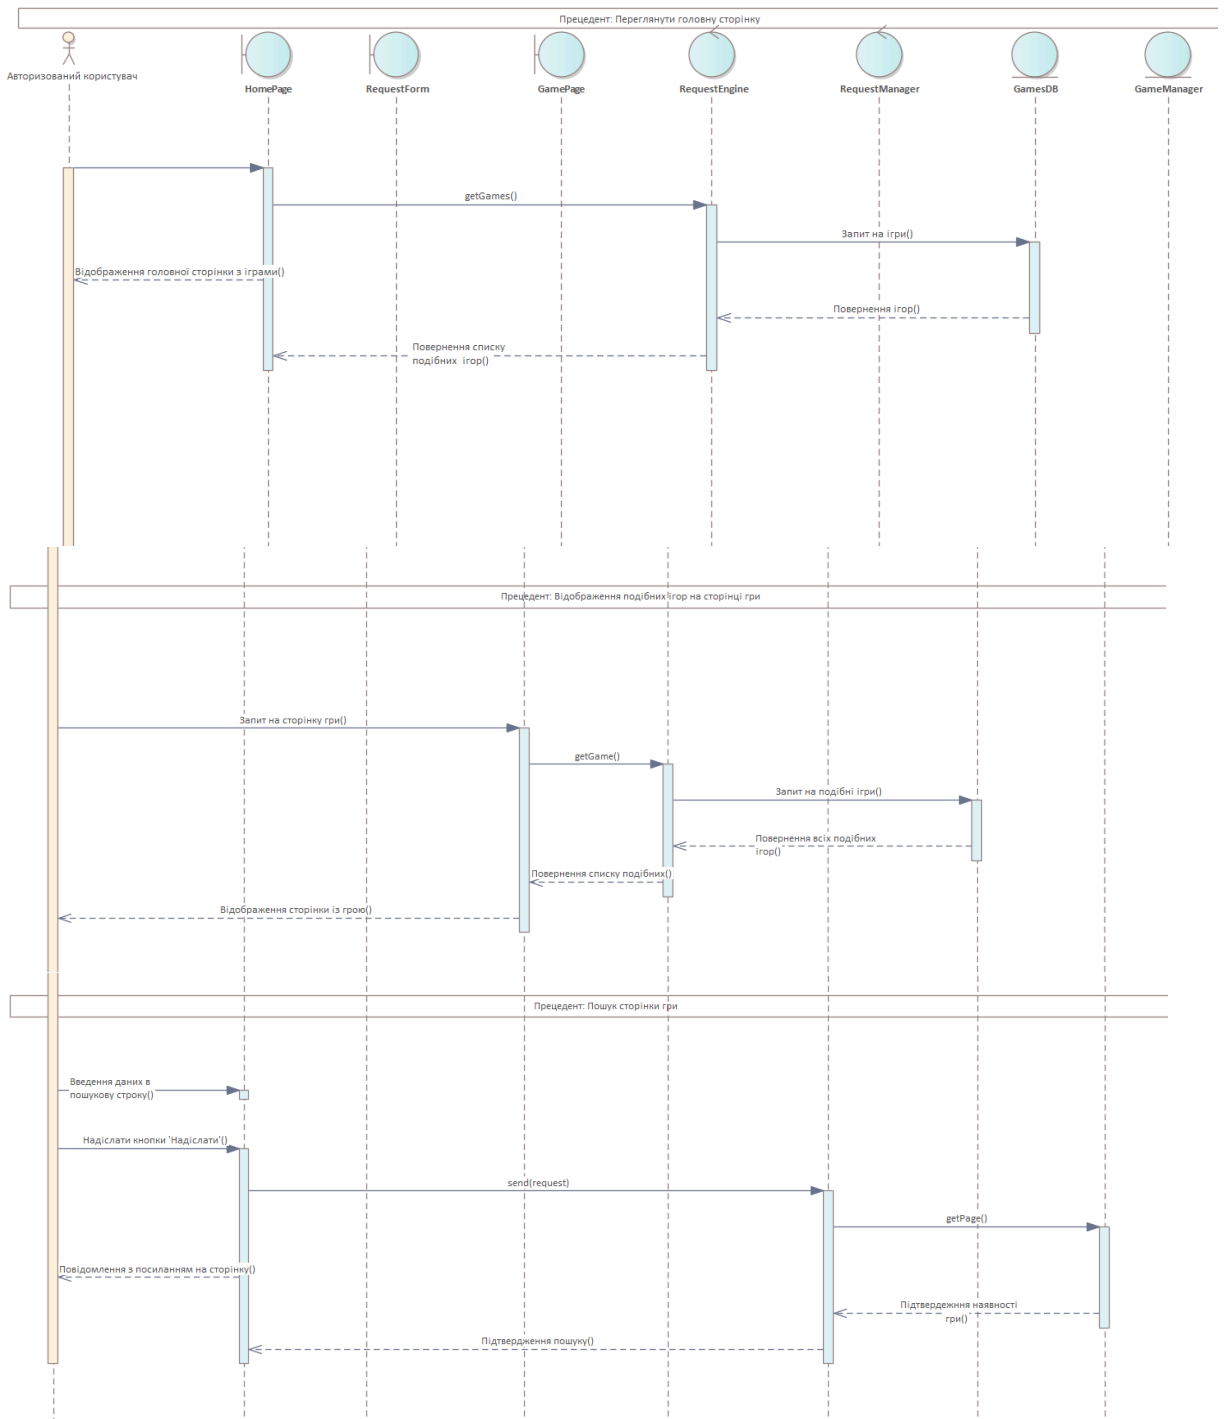 Прецедент: Переглянути головну сторінку
Авторизований користувач
HomePage
RequestForm
GamePage
RequestEngine
RequestManager
GamesDB
GameManager
getGames()
Запит на ігри()
Відображення головної сторінки з іграми()
Повернення ігор()
Повернення списку
подібних ігор()
Прецедент: Відображення подібних ігор на сторінці гри
Запит на сторінку гри()
getGame()
Запит на подібні ігри()
Повернення всіх подібних
ігор()
Повернення списку подібних()
Відображення сторінки із грою()
Прецедент: Пошук сторінки гри
Введення даних в
пошукову строку()
Надіслати кнопки 'Надіслати'()
send(request)
getPage()
Повідомлення з посиланням на сторінку()
Підтвердежння наявності
гри()
Підтвердження пошуку()